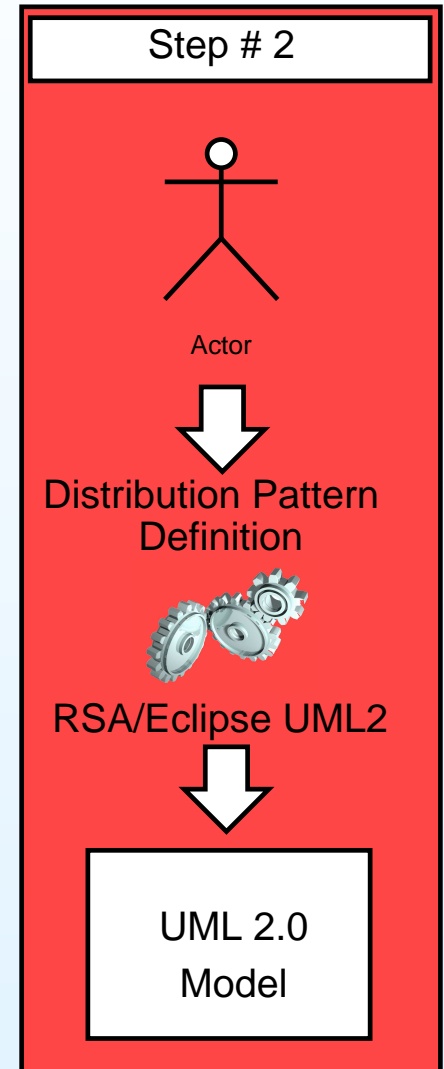 Step # 2
Actor
Distribution Pattern
Definition
RSA/Eclipse UML2
UML 2.0
Model